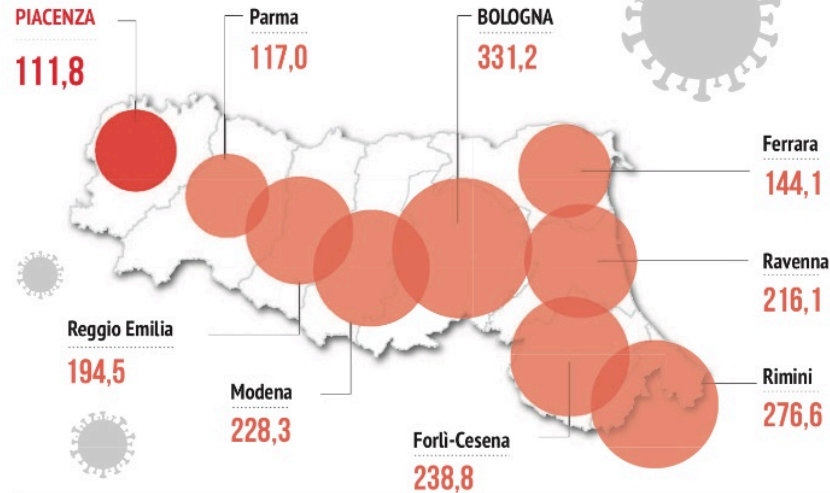 PIACENZA
111,8
Parma
117,0
BOLOGNA
331,2
Ferrara
144,1
Ravenna
216,1
Reggio Emilia
194,5
Modena
228,3
Forlì-Cesena
238,8
Rimini
276,6